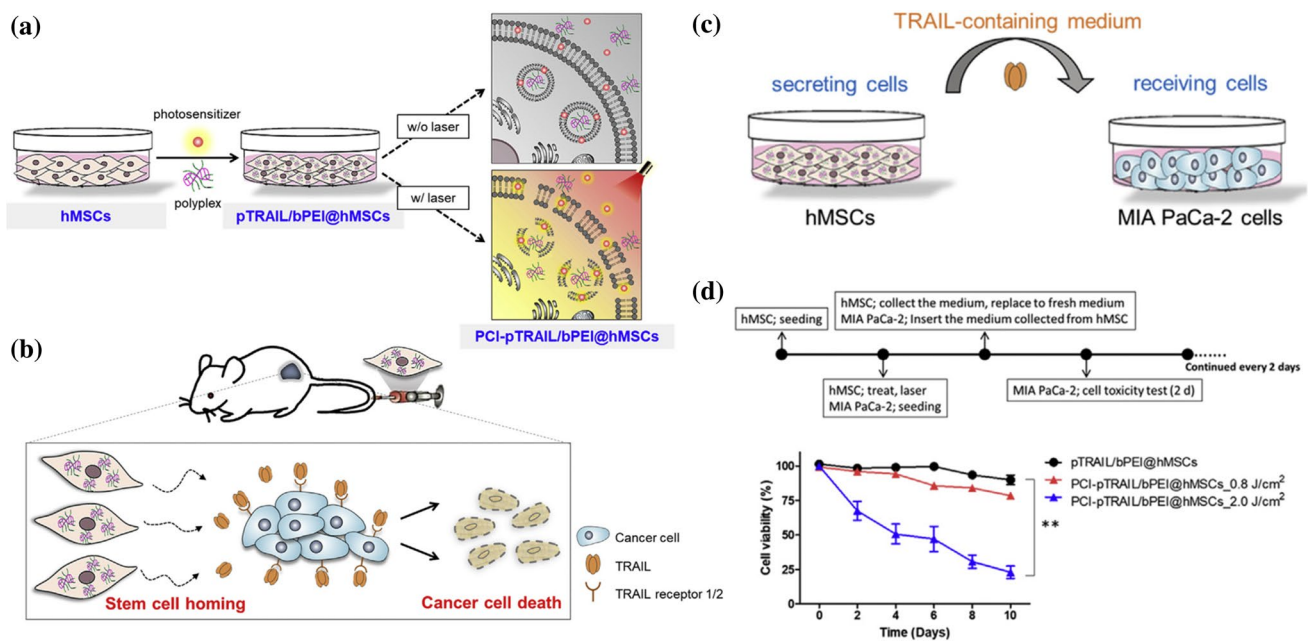 (a)
photosensitizer
polyplex
hMSCs
pTRAIL/bPEI@hMSCs
w/o laser
w/ laser
PCI-pTRAIL/bPEI@hMSCs
(b)
Stem cell homing
Cancer cell death
Cancer cell
TRAIL
TRAIL receptor 1/2
(c)
TRAIL-containing medium
secreting cells
receiving cells
hMSCs
MIA PaCa-2 cells
(d)
hMSC; seeding
hMSC; collect the medium, replace to fresh medium
MIA PaCa-2; Insert the medium collected from hMSC
hMSC; treat, laser
MIA PaCa-2; seeding
MIA PaCa-2; cell toxicity test (2 d)
Continued every 2 days
Cell viability (%)
100
75
50
25
0
0 2 4 6 8 10
Time (Days)
pTRAIL/bPEI@hMSCs
PCI-pTRAIL/bPEI@hMSCs_0.8 J/cm²
PCI-pTRAIL/bPEI@hMSCs_2.0 J/cm²
**